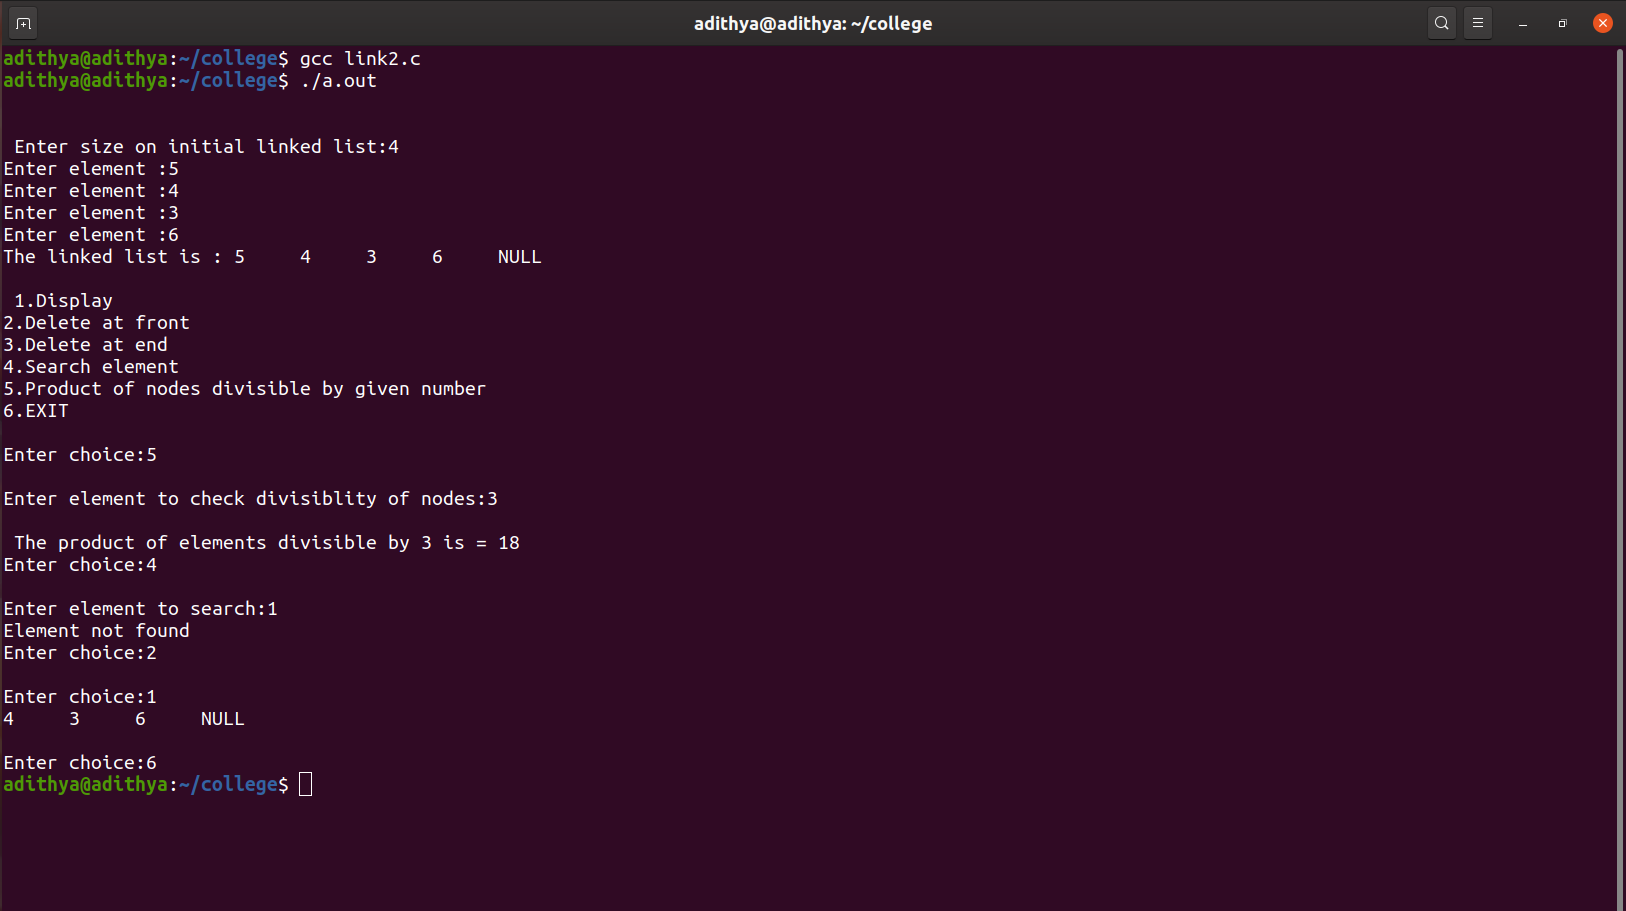 adithya@adithya: ~/college
adithya@adithya:~/college$ gcc link2.c
adithya@adithya:~/college$ ./a.out
Enter size on initial linked list:4
Enter element :5
Enter element :4
Enter element :3
Enter element :6
The linked list is : 5     4     3     6     NULL
1.Display
2.Delete at front
3.Delete at end
4.Search element
5.Product of nodes divisible by given number
6.EXIT
Enter choice:5
Enter element to check divisiblity of nodes:3
The product of elements divisible by 3 is = 18
Enter choice:4
Enter element to search:1
Element not found
Enter choice:2
Enter choice:1
4     3     6     NULL
Enter choice:6
adithya@adithya:~/college$